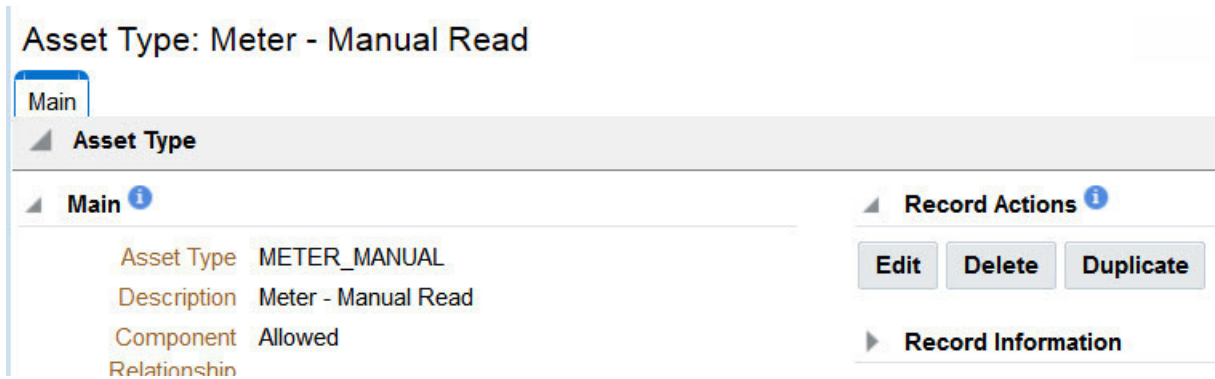 Asset Type: Meter - Manual Read
Main
Asset Type
Main
Asset Type METER_MANUAL
Description Meter - Manual Read
Component Allowed
Relationship
Record Actions
Edit Delete Duplicate
Record Information